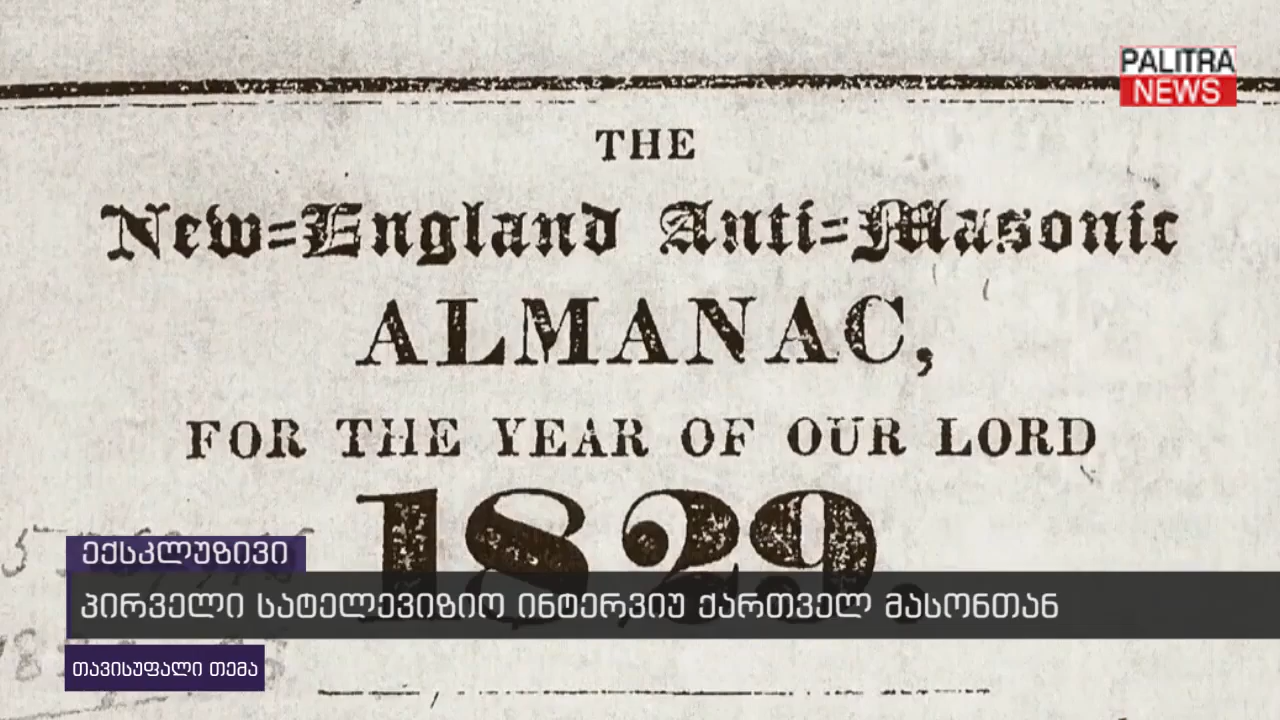 PALITRA
NEWS
THE
New=England Anti=Masonic
ALMANAC,
FOR THE YEAR OF OUR LORD
1829.
ექსკლუზივი
პირველი სატელევიზიო ინტერვიუ ქართველ მასონთან
თავისუფალი თემა